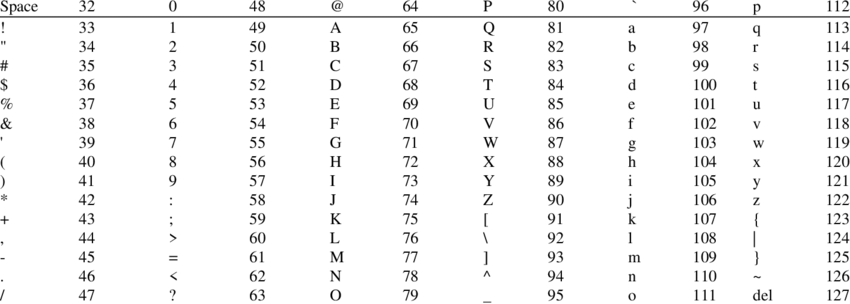 Space 32 0 48 @ 64 P 80 ` 96 p 112
! 33 1 49 A 65 Q 81 a 97 q 113
" 34 2 50 B 66 R 82 b 98 r 114
# 35 3 51 C 67 S 83 c 99 s 115
$ 36 4 52 D 68 T 84 d 100 t 116
% 37 5 53 E 69 U 85 e 101 u 117
& 38 6 54 F 70 V 86 f 102 v 118
' 39 7 55 G 71 W 87 g 103 w 119
( 40 8 56 H 72 X 88 h 104 x 120
) 41 9 57 I 73 Y 89 i 105 y 121
* 42 : 58 J 74 Z 90 j 106 z 122
+ 43 ; 59 K 75 [ 91 k 107 { 123
, 44 > 60 L 76 \ 92 l 108 | 124
- 45 = 61 M 77 ] 93 m 109 } 125
. 46 < 62 N 78 ^ 94 n 110 ~ 126
/ 47 ? 63 O 79 _ 95 o 111 del 127